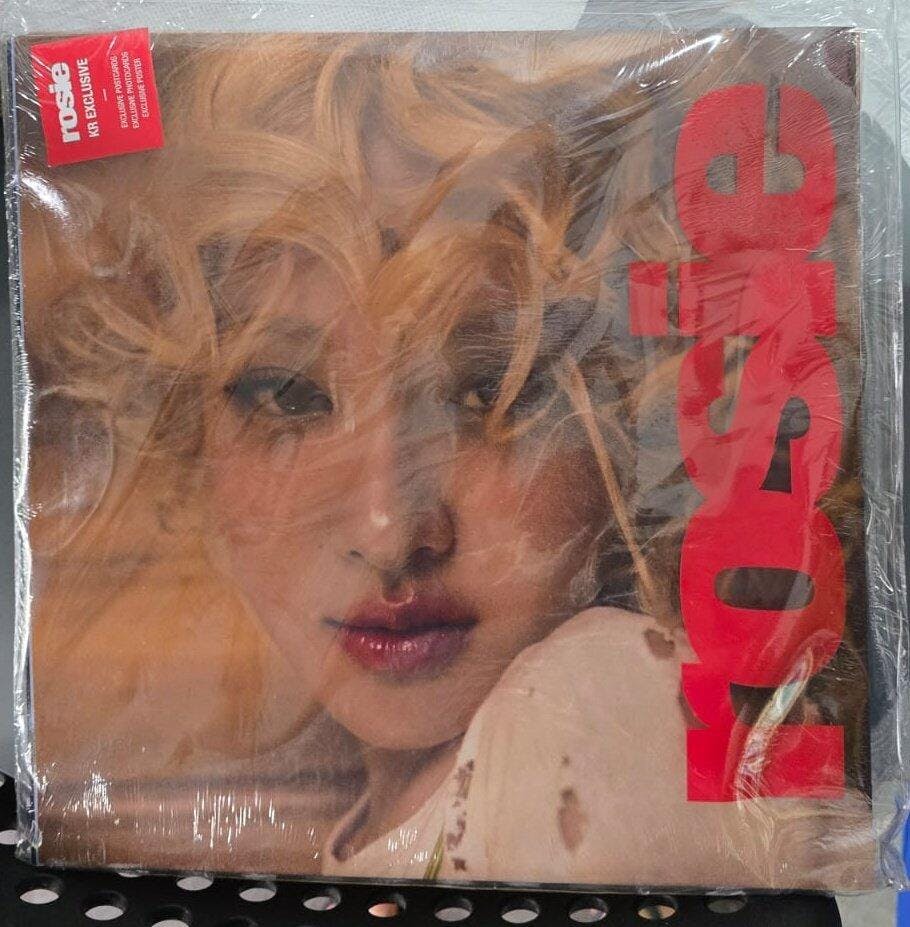 rosie
KR EXCLUSIVE
EXCLUSIVE POSTCARDS
EXCLUSIVE PHOTOCARDS
EXCLUSIVE POSTER
rosie